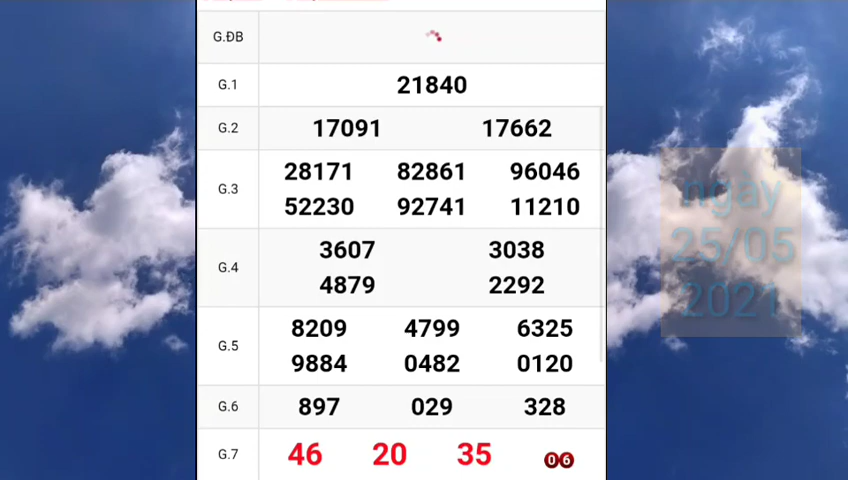 G.ĐB
G.1 21840
G.2 17091 17662
G.3 28171 82861 96046
52230 92741 11210
G.4 3607 3038
4879 2292
G.5 8209 4799 6325
9884 0482 0120
G.6 897 029 328
G.7 46 20 35 06
ngày
25/05
2021